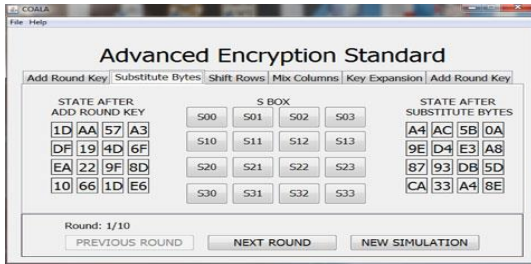 COALA
File Help
Advanced Encryption Standard
Add Round Key Substitute Bytes Shift Rows Mix Columns Key Expansion Add Round Key
STATE AFTER
ADD ROUND KEY
1D AA 57 A3
DF 19 4D 6F
EA 22 9F 8D
10 66 1D E6
S BOX
S00 S01 S02 S03
S10 S11 S12 S13
S20 S21 S22 S23
S30 S31 S32 S33
STATE AFTER
SUBSTITUTE BYTES
A4 AC 5B 0A
9E D4 E3 A8
87 93 DB 5D
CA 33 A4 8E
Round: 1/10
PREVIOUS ROUND NEXT ROUND NEW SIMULATION